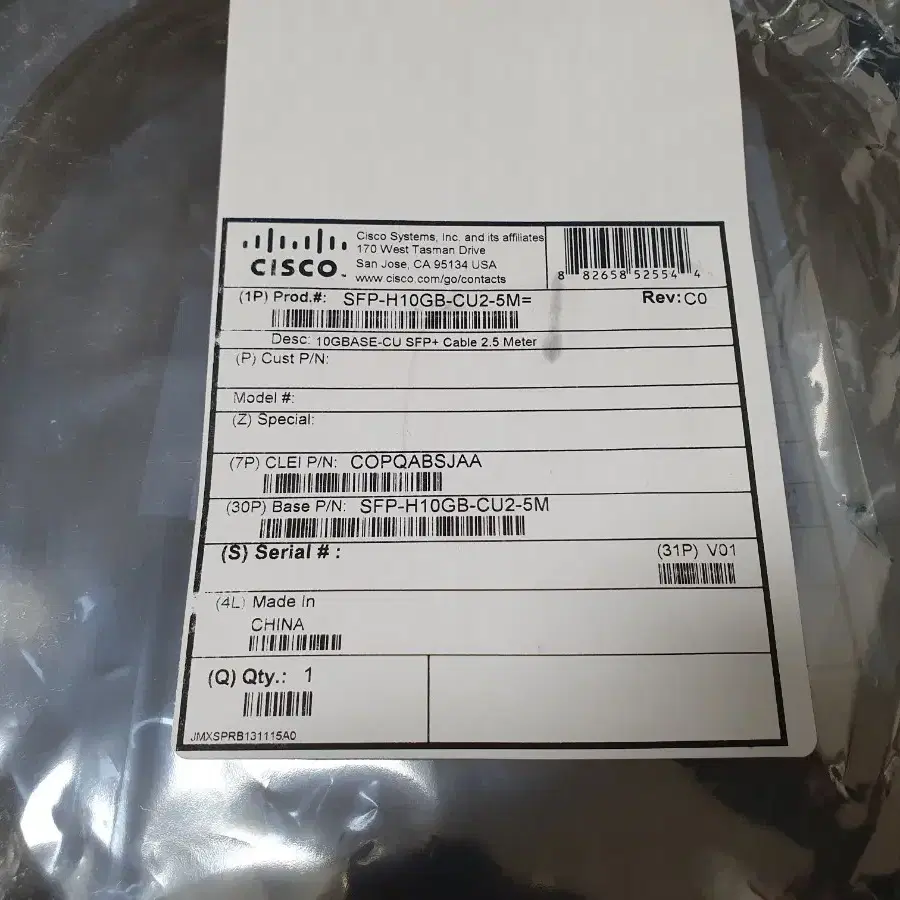 CISCO™
Cisco Systems, Inc. and its affiliates
170 West Tasman Drive
San Jose, CA 95134 USA
www.cisco.com/go/contacts
8 82658 52554 4
(1P) Prod.#: SFP-H10GB-CU2-5M=
Rev:C0
Desc: 10GBASE-CU SFP+ Cable 2.5 Meter
(P) Cust P/N:
Model #:
(Z) Special:
(7P) CLEI P/N: COPQABSJAA
(30P) Base P/N: SFP-H10GB-CU2-5M
(S) Serial # :
(31P) V01
(4L) Made In
CHINA
(Q) Qty.: 1
JMXSPRB131115A0